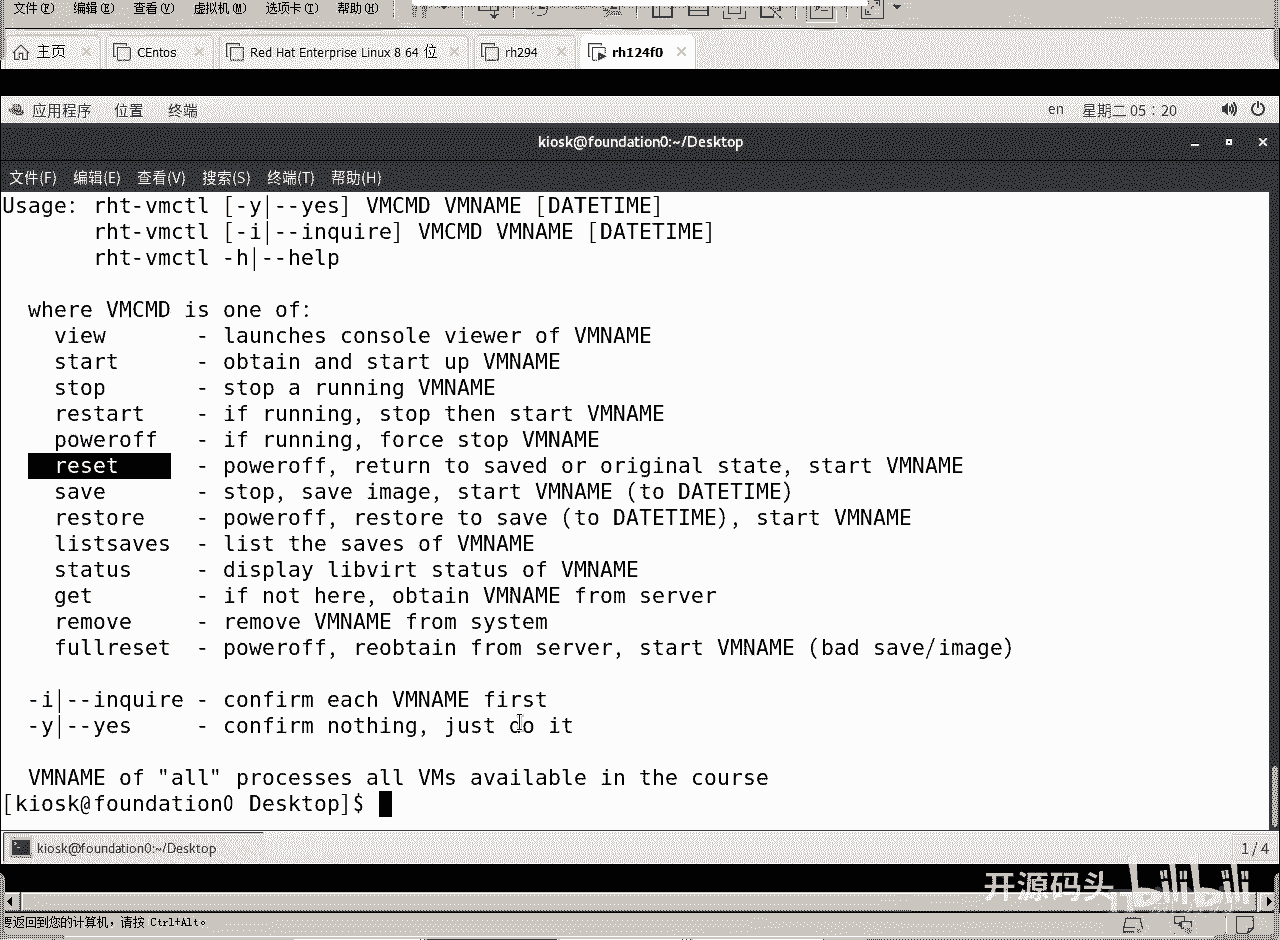 文件(F) 编辑(E) 查看(V) 虚拟机(M) 选项卡(T) 帮助(H)
主页 × CEntos × Red Hat Enterprise Linux 8 64 位 × rh294 × rh124f0 ×
应用程序 位置 终端 en 星期二 05：20
kiosk@foundation0:~/Desktop
文件(F) 编辑(E) 查看(V) 搜索(S) 终端(T) 帮助(H)
Usage: rht-vmctl [-y|--yes] VMCMD VMNAME [DATETIME]
rht-vmctl [-i|--inquire] VMCMD VMNAME [DATETIME]
rht-vmctl -h|--help
where VMCMD is one of:
view - launches console viewer of VMNAME
start - obtain and start up VMNAME
stop - stop a running VMNAME
restart - if running, stop then start VMNAME
poweroff - if running, force stop VMNAME
reset - poweroff, return to saved or original state, start VMNAME
save - stop, save image, start VMNAME (to DATETIME)
restore - poweroff, restore to save (to DATETIME), start VMNAME
listsaves - list the saves of VMNAME
status - display libvirt status of VMNAME
get - if not here, obtain VMNAME from server
remove - remove VMNAME from system
fullreset - poweroff, reobtain from server, start VMNAME (bad save/image)
-i|--inquire - confirm each VMNAME first
-y|--yes - confirm nothing, just do it
VMNAME of "all" processes all VMs available in the course
[kiosk@foundation0 Desktop]$
kiosk@foundation0:~/Desktop 1 / 4
开源码头 bilibili
要返回到您的计算机，请按 Ctrl+Alt。